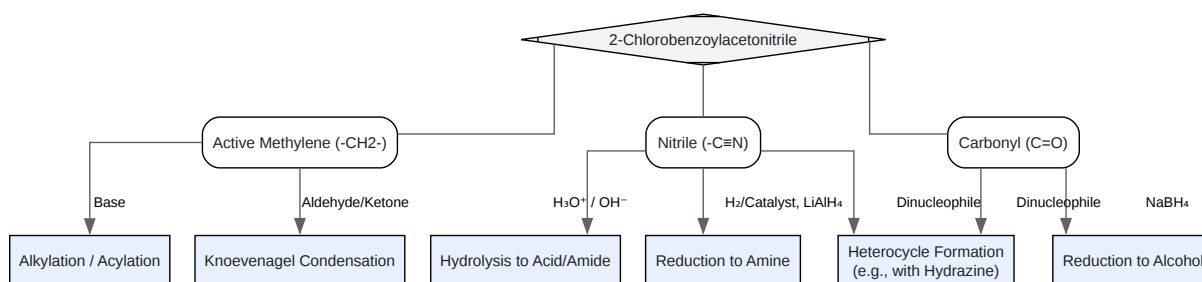 2-Chlorobenzoylacetonitrile
Active Methylene (-CH2-)
Nitrile (-C≡N)
Carbonyl (C=O)
Base
Aldehyde/Ketone
H₃O⁺ / OH⁻
H₂/Catalyst, LiAlH₄
Dinucleophile
Dinucleophile
NaBH₄
Alkylation / Acylation
Knoevenagel Condensation
Hydrolysis to Acid/Amide
Reduction to Amine
Heterocycle Formation
(e.g., with Hydrazine)
Reduction to Alcohol